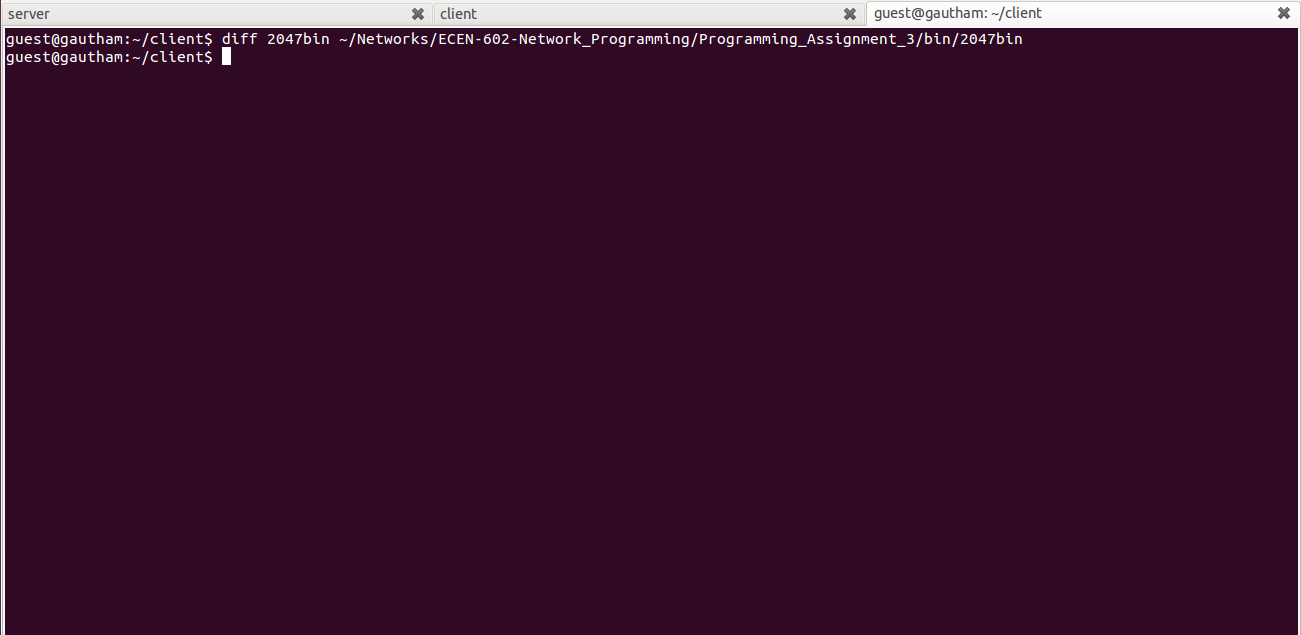 server
client
guest@gautham: ~/client
guest@gautham:~/client$ diff 2047bin ~/Networks/ECEN-602-Network_Programming/Programming_Assignment_3/bin/2047bin
guest@gautham:~/client$